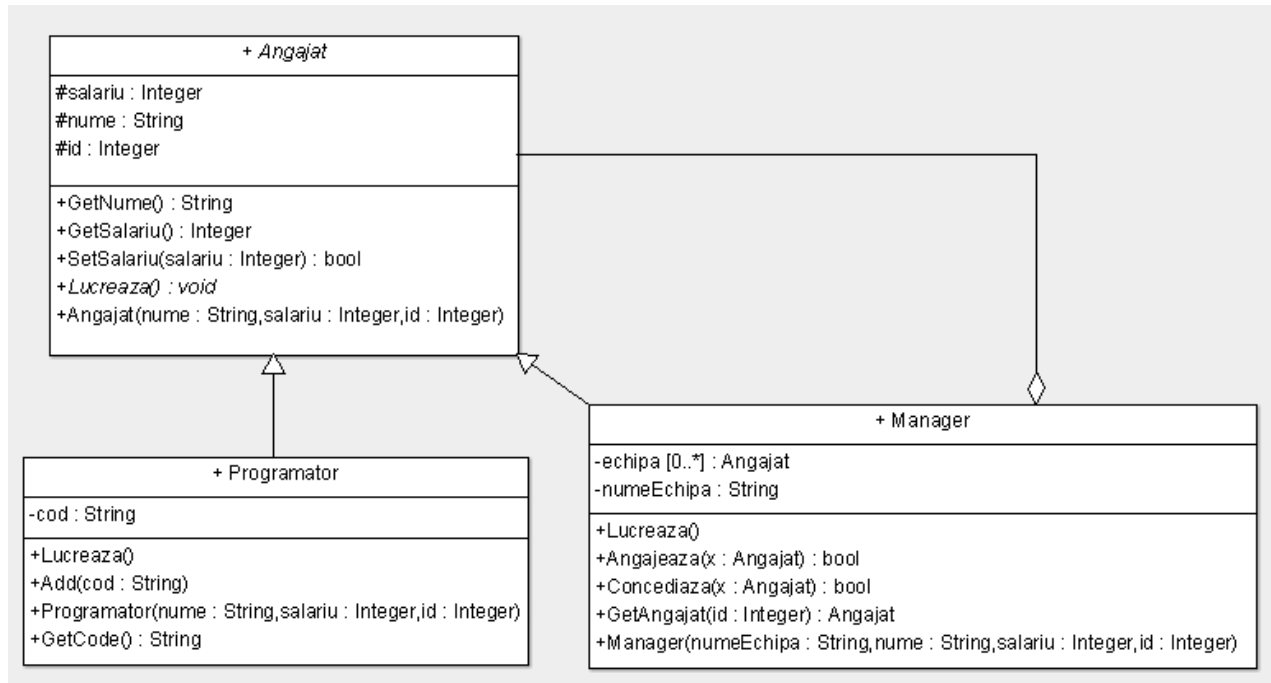 + Angajat
#salariu : Integer
#nume : String
#id : Integer
+GetNume() : String
+GetSalariu() : Integer
+SetSalariu(salariu : Integer) : bool
+Lucreaza() : void
+Angajat(nume : String,salariu : Integer,id : Integer)
+ Programator
-cod : String
+Lucreaza()
+Add(cod : String)
+Programator(nume : String,salariu : Integer,id : Integer)
+GetCode() : String
+ Manager
-echipa [0..*] : Angajat
-numeEchipa : String
+Lucreaza()
+Angajeaza(x : Angajat) : bool
+Concediaza(x : Angajat) : bool
+GetAngajat(id : Integer) : Angajat
+Manager(numeEchipa : String,nume : String,salariu : Integer,id : Integer)